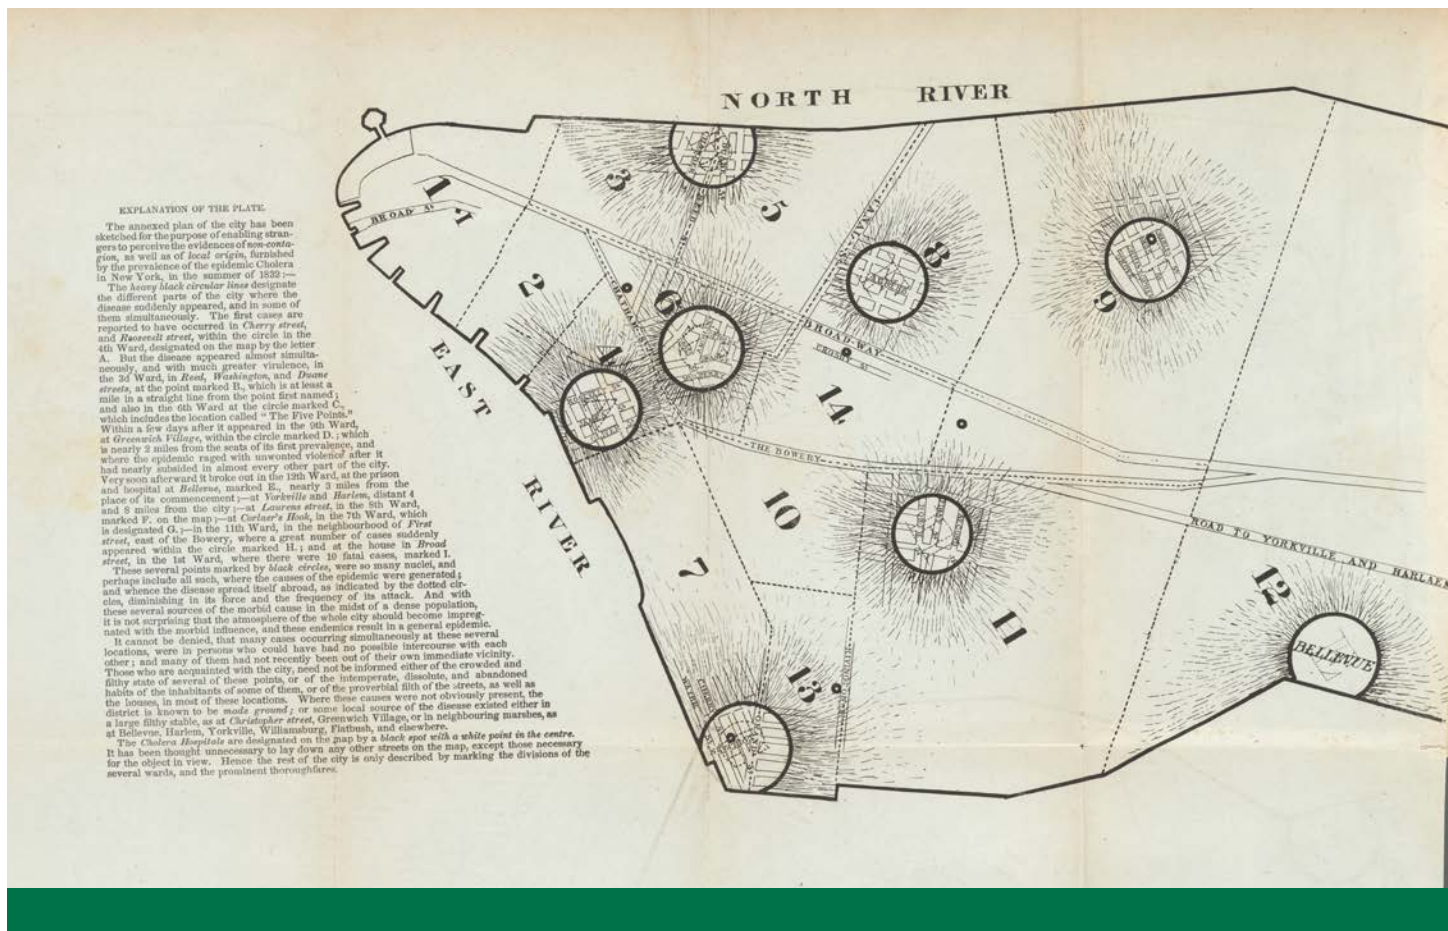 NORTH RIVER
EXPLANATION OF THE PLATE.
The annexed plan of the city has been
sketched for the purpose of enabling stran-
gers to perceive the evidences of non-conta-
gion, as well as of local origin, furnished
by the prevalence of the epidemic Cholera
in New York, in the summer of 1832:—
The heavy black circular lines designate
the different parts of the city where the
disease suddenly appeared, and in some of
them simultaneously. The first cases are
reported to have occurred in Cherry street,
and Roosevelt street, within the circle in the
4th Ward, designated on the map by the letter
A. But the disease appeared almost simulta-
neously, and with much greater virulence, in
the 3d Ward, in Reed, Washington, and Duane
streets, at the point marked B., which is at least a
mile in a straight line from the point first named;
and also in the 6th Ward at the circle marked C.,
which includes the location called "The Five Points."
Within a few days after it appeared in the 9th Ward,
at Greenwich Village, within the circle marked D.; which
is nearly 2 miles from the seats of its first prevalence, and
where the epidemic raged with unwonted violence after it
had nearly subsided in almost every other part of the city.
Very soon afterward it broke out in the 12th Ward, at the prison
and hospital at Bellevue, marked E., nearly 3 miles from the
place of its commencement;—at Yorkville and Harlem, distant 4
and 8 miles from the city;—at Laurens street, in the 8th Ward,
marked F. on the map;—at Corlaer's Hook, in the 7th Ward, which
is designated G.;—in the 11th Ward, in the neighbourhood of First
street, east of the Bowery, where a great number of cases suddenly
appeared within the circle marked H.; and at the house in Broad
street, in the 1st Ward, where there were 10 fatal cases, marked I.
These several points marked by black circles, were so many nuclei, and
perhaps include all such, where the causes of the epidemic were generated;
and whence the disease spread itself abroad, as indicated by the dotted cir-
cles, diminishing in its force and the frequency of its attack. And with
these several sources of the morbid cause in the midst of a dense population,
it is not surprising that the atmosphere of the whole city should become impreg-
nated with the morbid influence, and these endemics result in a general epidemic.
It cannot be denied, that many cases occurring simultaneously at these several
locations, were in persons who could have had no possible intercourse with each
other; and many of them had not recently been out of their own immediate vicinity.
Those who are acquainted with the city, need not be informed either of the crowded and
filthy state of several of these points, or of the intemperate, dissolute, and abandoned
habits of the inhabitants of some of them, or of the proverbial filth of the streets, as well as
the houses, in most of these locations. Where these causes were not obviously present, the
district is known to be made ground; or some local source of the disease existed either in
a large filthy stable, as at Christopher street, Greenwich Village, or in neighbouring marshes, as
at Bellevue, Harlem, Yorkville, Williamsburg, Flatbush, and elsewhere.
The Cholera Hospitals are designated on the map by a black spot with a white point in the centre.
It has been thought unnecessary to lay down any other streets on the map, except those necessary
for the object in view. Hence the rest of the city is only described by marking the divisions of the
several wards, and the prominent thoroughfares.
1
I
BROAD St
2
3
4
5
6
7
8
9
10
11
12
13
14
CHATHAM
CANAL
BROADWAY
CROSBY
St
THE BOWERY
ROAD TO YORKVILLE AND HARLAEM
BELLEVUE
EAST RIVER